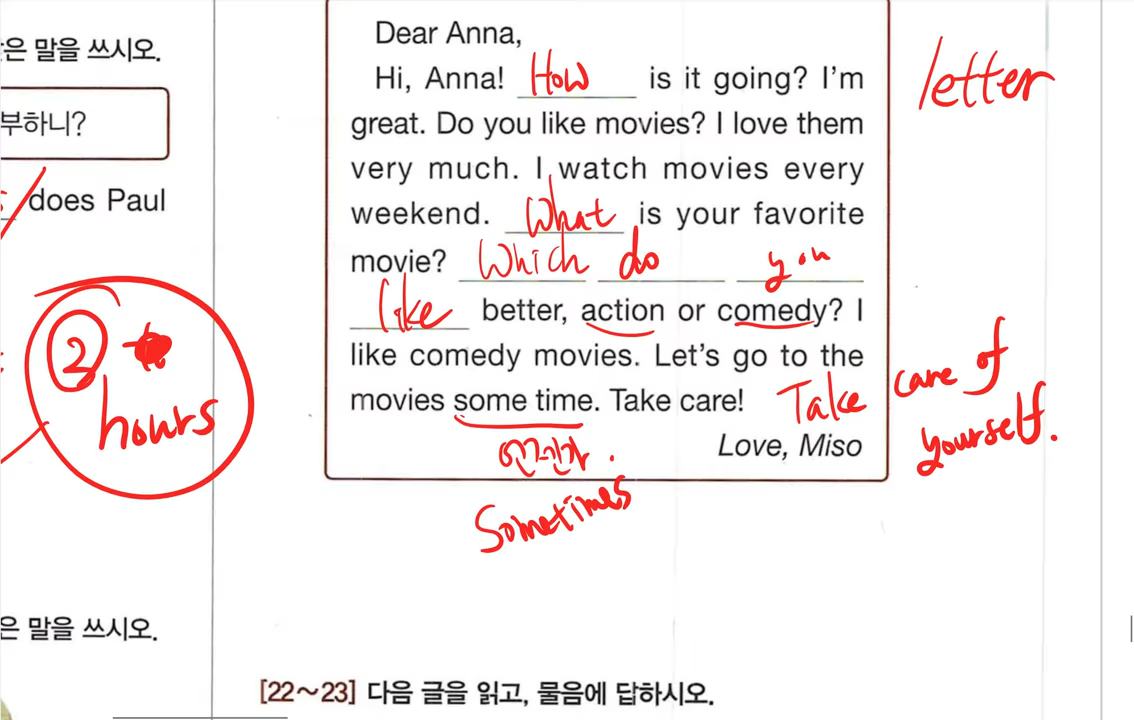 은 말을 쓰시오.
부하니?
does Paul
2
hours
은 말을 쓰시오.
Dear Anna,
Hi, Anna! How is it going? I'm
great. Do you like movies? I love them
very much. I watch movies every
weekend. What is your favorite
movie? Which do you
like better, action or comedy? I
like comedy movies. Let's go to the
movies some time. Take care!
Love, Miso
letter
Take care of
yourself.
언젠가.
Sometimes
[22~23] 다음 글을 읽고, 물음에 답하시오.